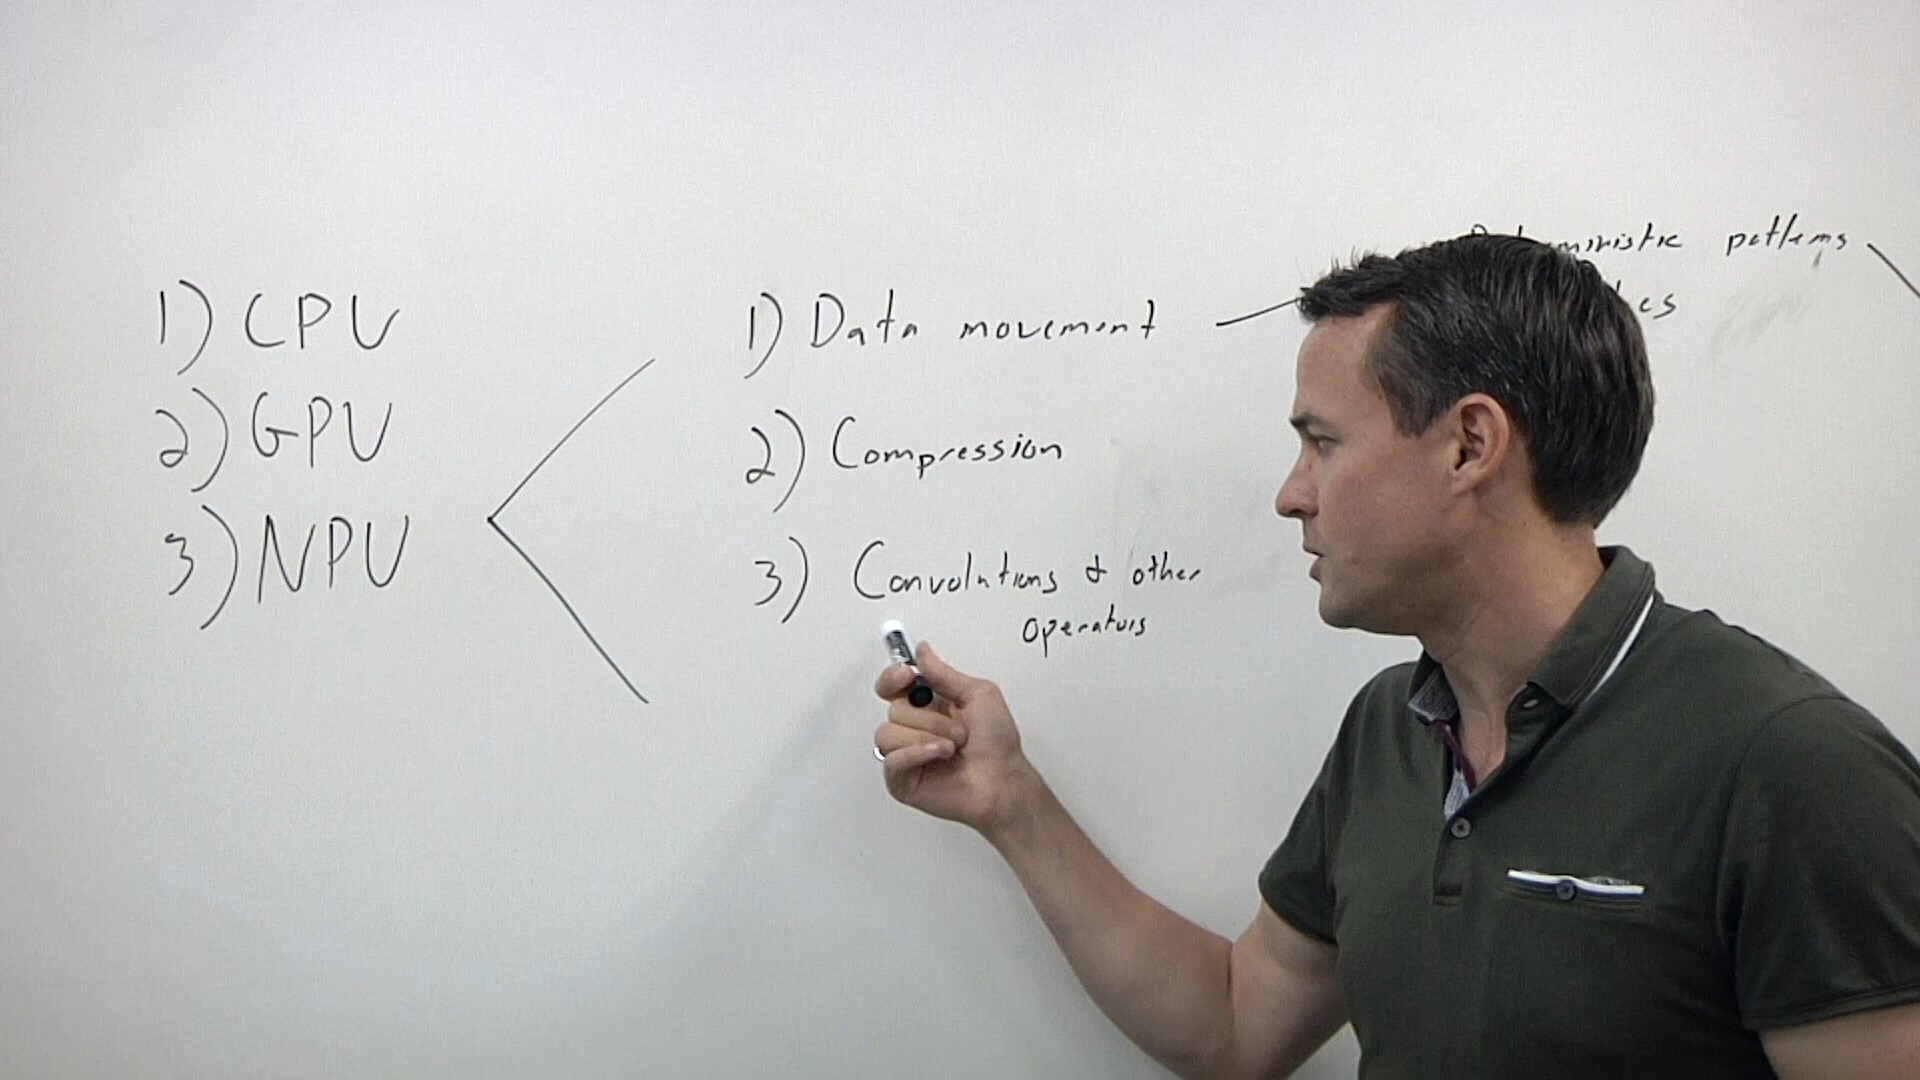 1) CPU
2) GPU
3) NPU
1) Data movement
2) Compression
3) Convolutions & other
operators
patterns